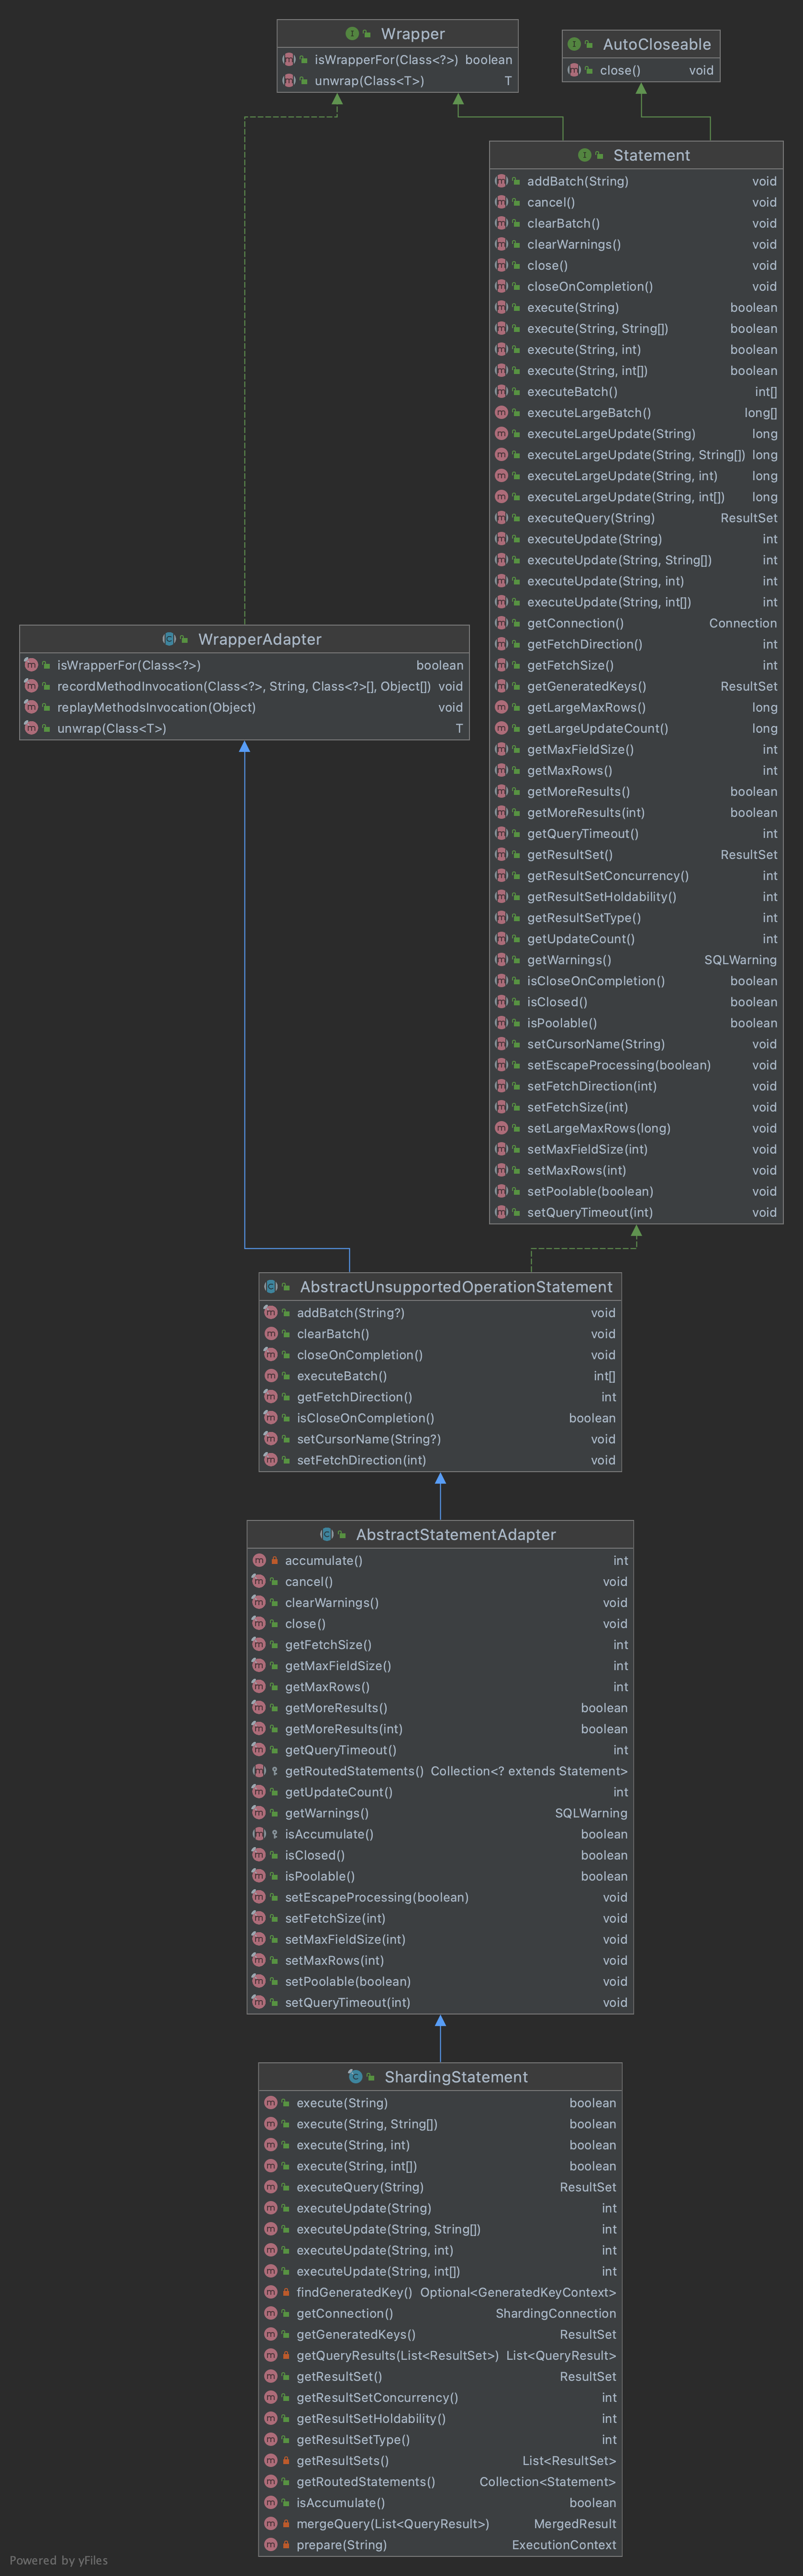 Wrapper
isWrapperFor(Class<?>) boolean
unwrap(Class<T>) T
AutoCloseable
close() void
Statement
addBatch(String) void
cancel() void
clearBatch() void
clearWarnings() void
close() void
closeOnCompletion() void
execute(String) boolean
execute(String, String[]) boolean
execute(String, int) boolean
execute(String, int[]) boolean
executeBatch() int[]
executeLargeBatch() long[]
executeLargeUpdate(String) long
executeLargeUpdate(String, String[]) long
executeLargeUpdate(String, int) long
executeLargeUpdate(String, int[]) long
executeQuery(String) ResultSet
executeUpdate(String) int
executeUpdate(String, String[]) int
executeUpdate(String, int) int
executeUpdate(String, int[]) int
getConnection() Connection
getFetchDirection() int
getFetchSize() int
getGeneratedKeys() ResultSet
getLargeMaxRows() long
getLargeUpdateCount() long
getMaxFieldSize() int
getMaxRows() int
getMoreResults() boolean
getMoreResults(int) boolean
getQueryTimeout() int
getResultSet() ResultSet
getResultSetConcurrency() int
getResultSetHoldability() int
getResultSetType() int
getUpdateCount() int
getWarnings() SQLWarning
isCloseOnCompletion() boolean
isClosed() boolean
isPoolable() boolean
setCursorName(String) void
setEscapeProcessing(boolean) void
setFetchDirection(int) void
setFetchSize(int) void
setLargeMaxRows(long) void
setMaxFieldSize(int) void
setMaxRows(int) void
setPoolable(boolean) void
setQueryTimeout(int) void
WrapperAdapter
isWrapperFor(Class<?>) boolean
recordMethodInvocation(Class<?>, String, Class<?>[], Object[]) void
replayMethodsInvocation(Object) void
unwrap(Class<T>) T
AbstractUnsupportedOperationStatement
addBatch(String?) void
clearBatch() void
closeOnCompletion() void
executeBatch() int[]
getFetchDirection() int
isCloseOnCompletion() boolean
setCursorName(String?) void
setFetchDirection(int) void
AbstractStatementAdapter
accumulate() int
cancel() void
clearWarnings() void
close() void
getFetchSize() int
getMaxFieldSize() int
getMaxRows() int
getMoreResults() boolean
getMoreResults(int) boolean
getQueryTimeout() int
getRoutedStatements() Collection<? extends Statement>
getUpdateCount() int
getWarnings() SQLWarning
isAccumulate() boolean
isClosed() boolean
isPoolable() boolean
setEscapeProcessing(boolean) void
setFetchSize(int) void
setMaxFieldSize(int) void
setMaxRows(int) void
setPoolable(boolean) void
setQueryTimeout(int) void
ShardingStatement
execute(String) boolean
execute(String, String[]) boolean
execute(String, int) boolean
execute(String, int[]) boolean
executeQuery(String) ResultSet
executeUpdate(String) int
executeUpdate(String, String[]) int
executeUpdate(String, int) int
executeUpdate(String, int[]) int
findGeneratedKey() Optional<GeneratedKeyContext>
getConnection() ShardingConnection
getGeneratedKeys() ResultSet
getQueryResults(List<ResultSet>) List<QueryResult>
getResultSet() ResultSet
getResultSetConcurrency() int
getResultSetHoldability() int
getResultSetType() int
getResultSets() List<ResultSet>
getRoutedStatements() Collection<Statement>
isAccumulate() boolean
mergeQuery(List<QueryResult>) MergedResult
prepare(String) ExecutionContext
Powered by yFiles